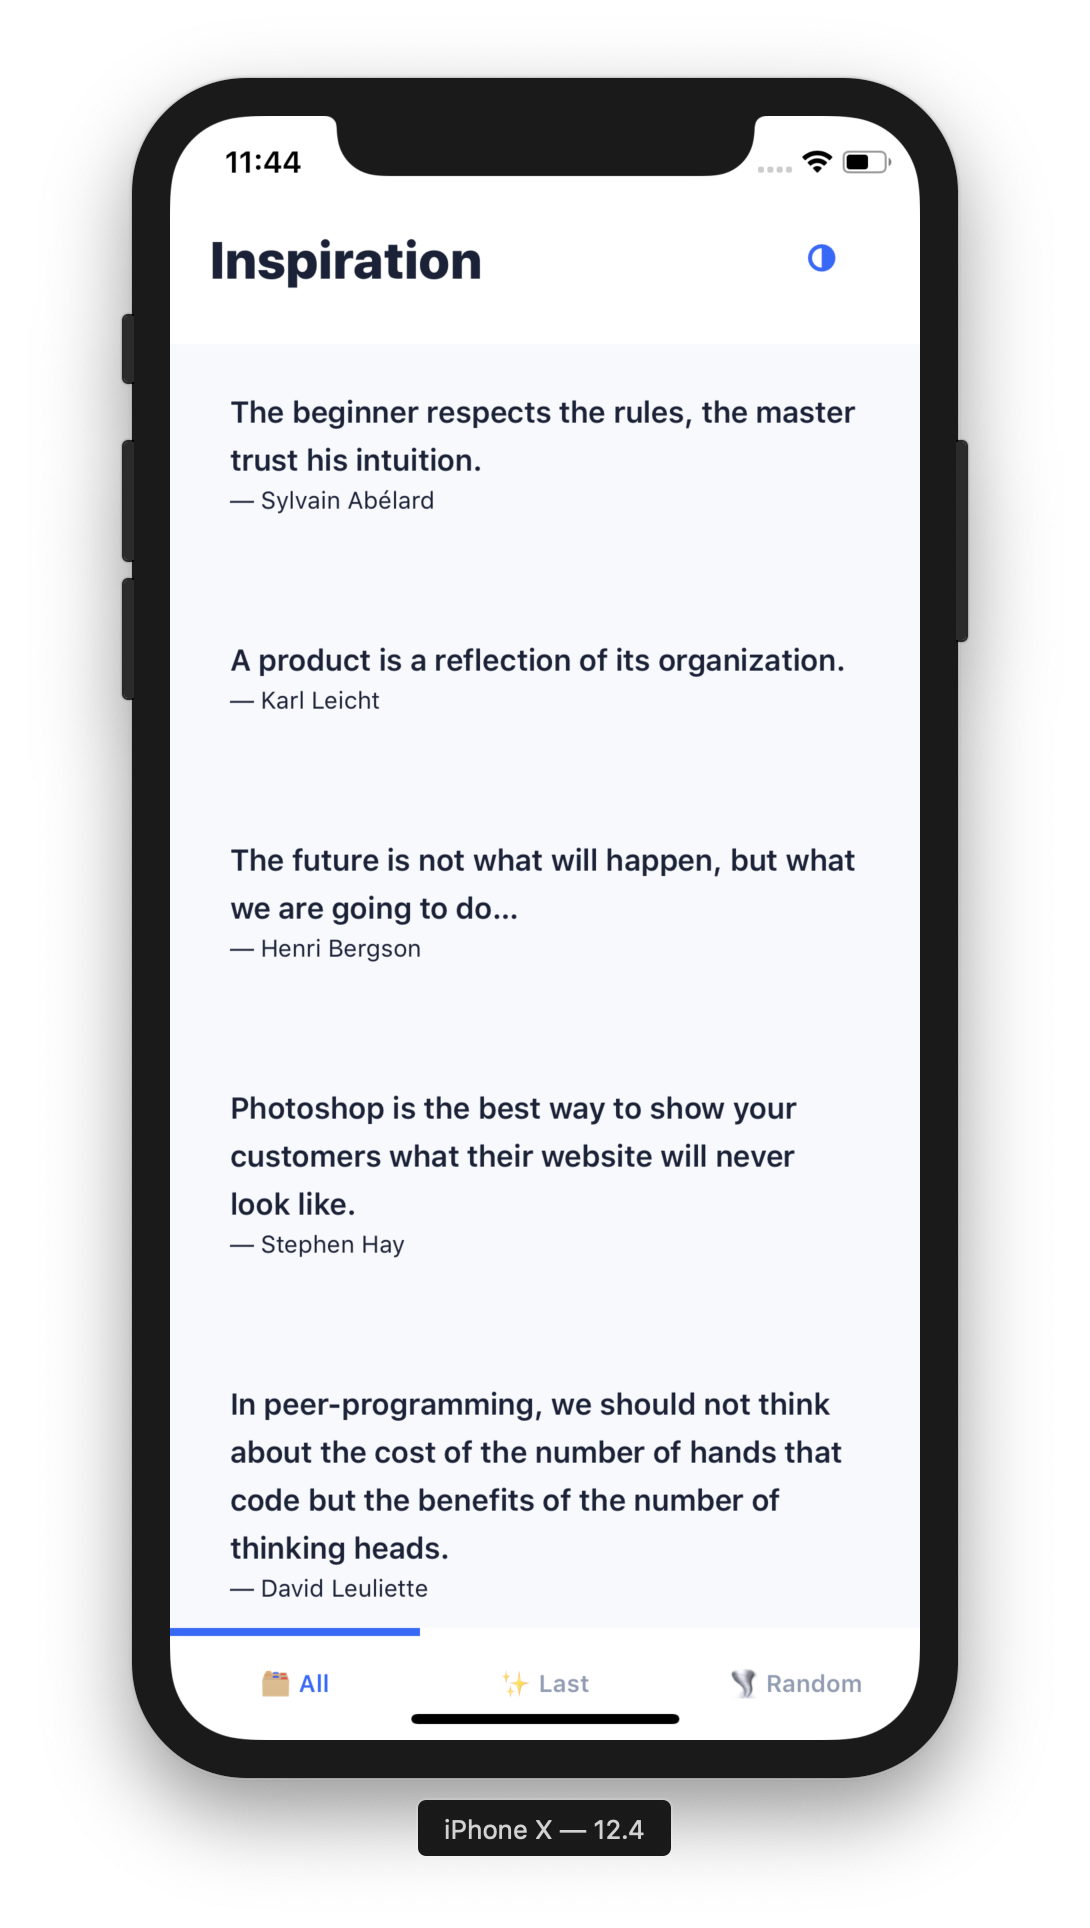 11:44
Inspiration
The beginner respects the rules, the master
trust his intuition.
— Sylvain Abélard
A product is a reflection of its organization.
— Karl Leicht
The future is not what will happen, but what
we are going to do...
— Henri Bergson
Photoshop is the best way to show your
customers what their website will never
look like.
— Stephen Hay
In peer-programming, we should not think
about the cost of the number of hands that
code but the benefits of the number of
thinking heads.
— David Leuliette
🗂 All ✨ Last 🌪 Random
iPhone X — 12.4